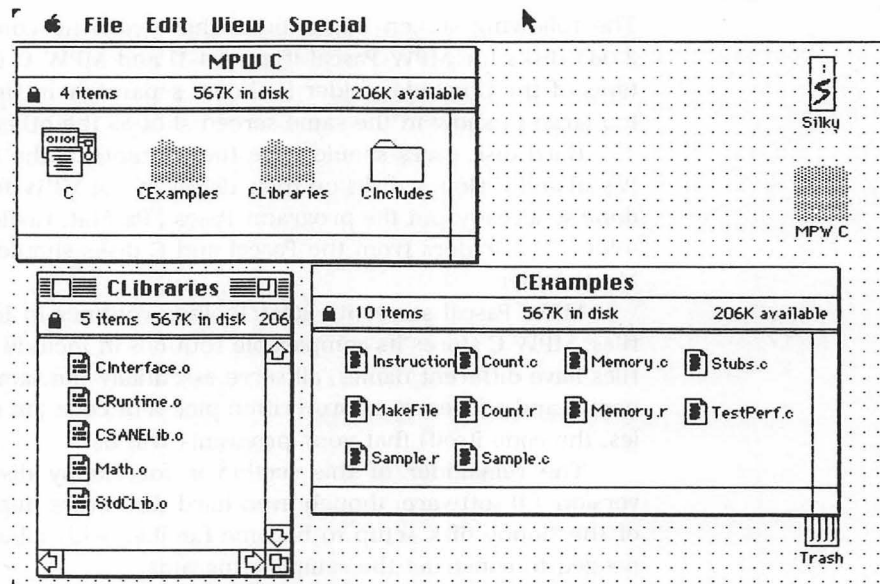 File Edit View Special
MPW C
4 items 567K in disk 206K available
C CExamples CLibraries CIncludes
Silky
MPW C
CLibraries
5 items 567K in disk 206
CInterface.o
CRuntime.o
CSANELib.o
Math.o
StdCLib.o
CExamples
10 items 567K in disk 206K available
Instruction Count.c Memory.c Stubs.c
MakeFile Count.r Memory.r TestPerf.c
Sample.r Sample.c
Trash